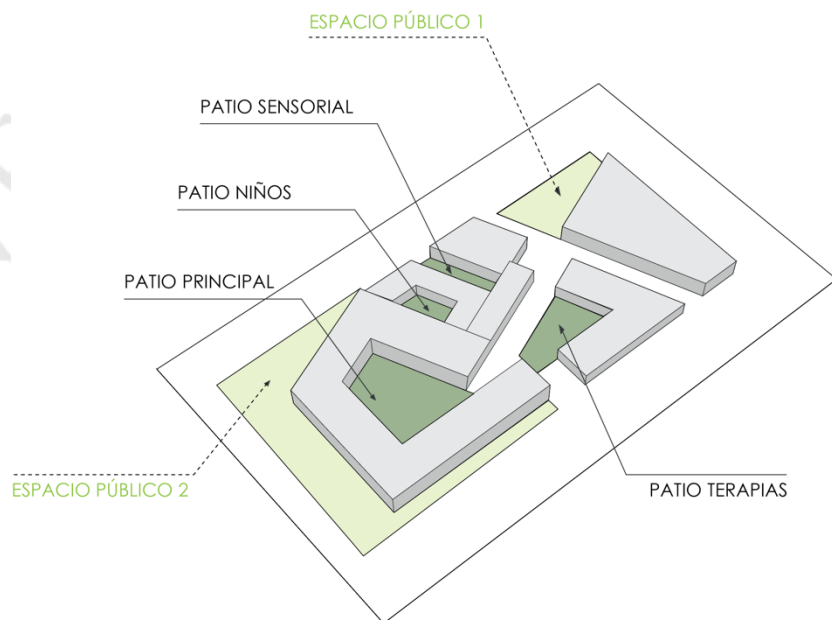 ESPACIO PÚBLICO 1
PATIO SENSORIAL
PATIO NIÑOS
PATIO PRINCIPAL
ESPACIO PÚBLICO 2
PATIO TERAPIAS